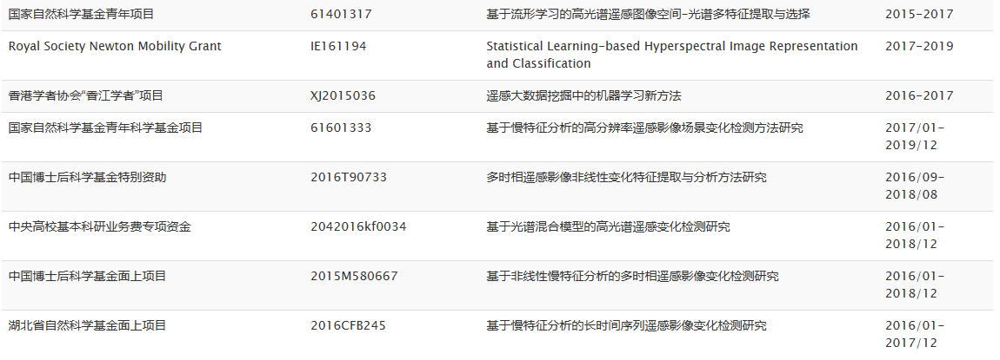 国家自然科学基金青年项目 61401317 基于流形学习的高光谱遥感图像空间-光谱多特征提取与选择 2015-2017
Royal Society Newton Mobility Grant IE161194 Statistical Learning-based Hyperspectral Image Representation 2017-2019
and Classification
香港学者协会“香江学者”项目 XJ2015036 遥感大数据挖掘中的机器学习新方法 2016-2017
国家自然科学基金青年科学基金项目 61601333 基于慢特征分析的高分辨率遥感影像场景变化检测方法研究 2017/01-
2019/12
中国博士后科学基金特别资助 2016T90733 多时相遥感影像非线性变化特征提取与分析方法研究 2016/09-
2018/08
中央高校基本科研业务费专项资金 2042016kf0034 基于光谱混合模型的高光谱遥感变化检测研究 2016/01-
2018/12
中国博士后科学基金面上项目 2015M580667 基于非线性慢特征分析的多时相遥感影像变化检测研究 2016/01-
2018/12
湖北省自然科学基金面上项目 2016CFB245 基于慢特征分析的长时间序列遥感影像变化检测研究 2016/01-
2017/12